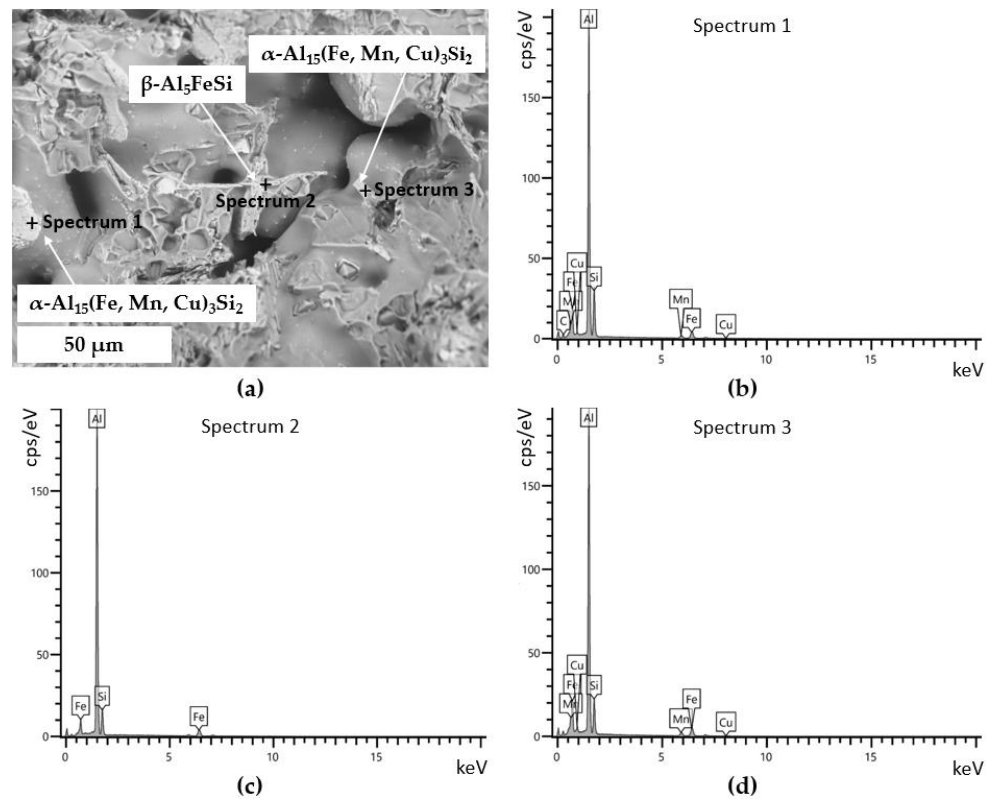 α-Al15(Fe, Mn, Cu)3Si2
β-Al5FeSi
+ Spectrum 3
+
Spectrum 2
+ Spectrum 1
α-Al15(Fe, Mn, Cu)3Si2
50 μm
(a)
cps/eV
Spectrum 1
Al
150
100
50
Cu
Fe
Si
Mn
C
Mn
Fe
Cu
0
0 5 10 15
keV
(b)
cps/eV
Spectrum 2
Al
150
100
50
Fe
Si
Fe
0
0 5 10 15
keV
(c)
cps/eV
Spectrum 3
Al
150
100
50
Cu
Fe
Si
Mn
Mn
Fe
Cu
0
0 5 10 15
keV
(d)